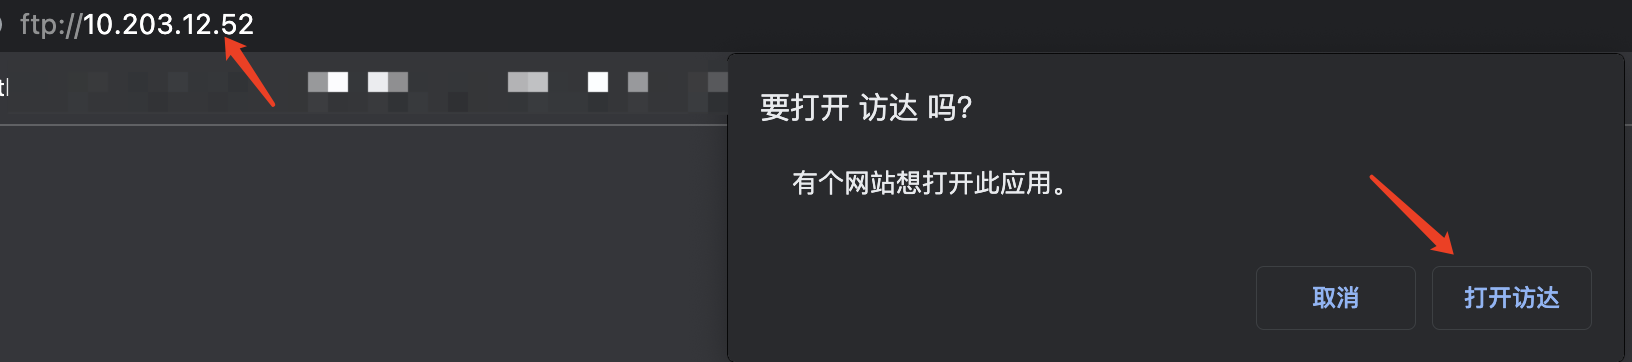 ftp://10.203.12.52
要打开 访达 吗?
有个网站想打开此应用。
取消
打开访达